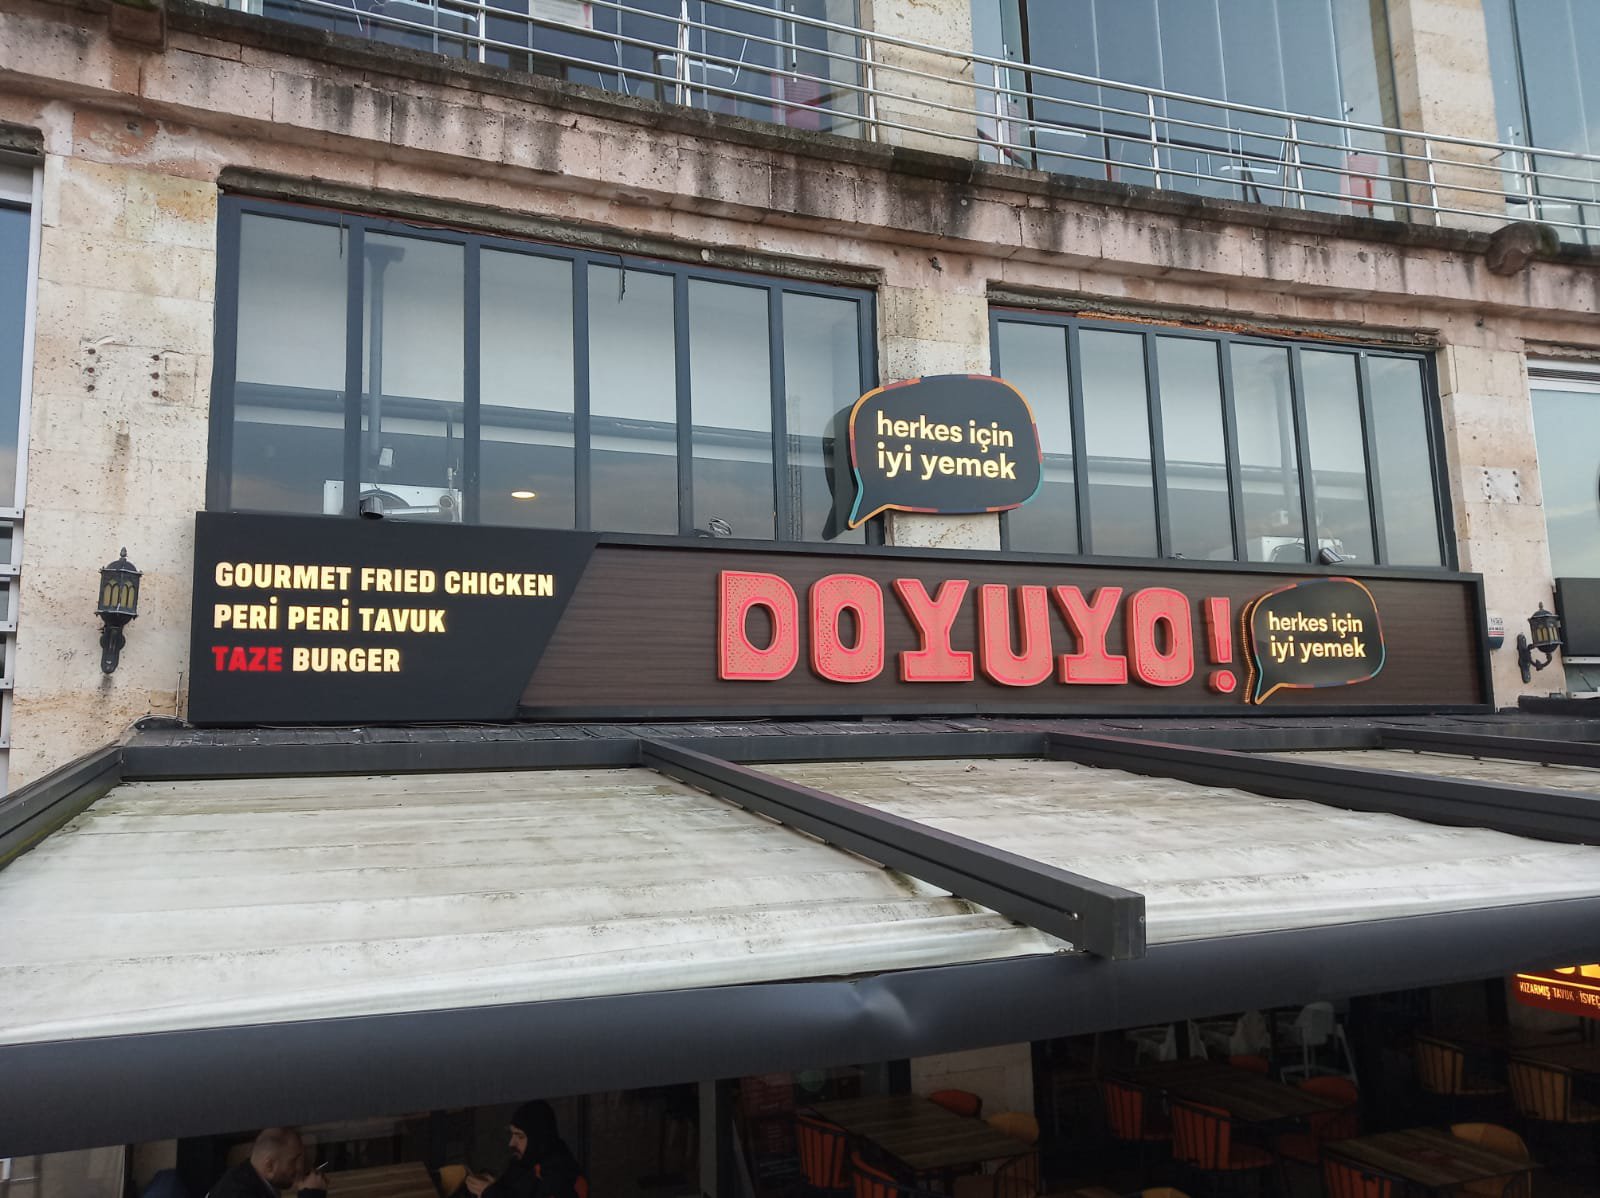 herkes için
iyi yemek
GOURMET FRIED CHICKEN
PERİ PERİ TAVUK
TAZE BURGER
DOYUYO!
herkes için
iyi yemek
KIZARMIŞ TAVUK - İSVEÇ